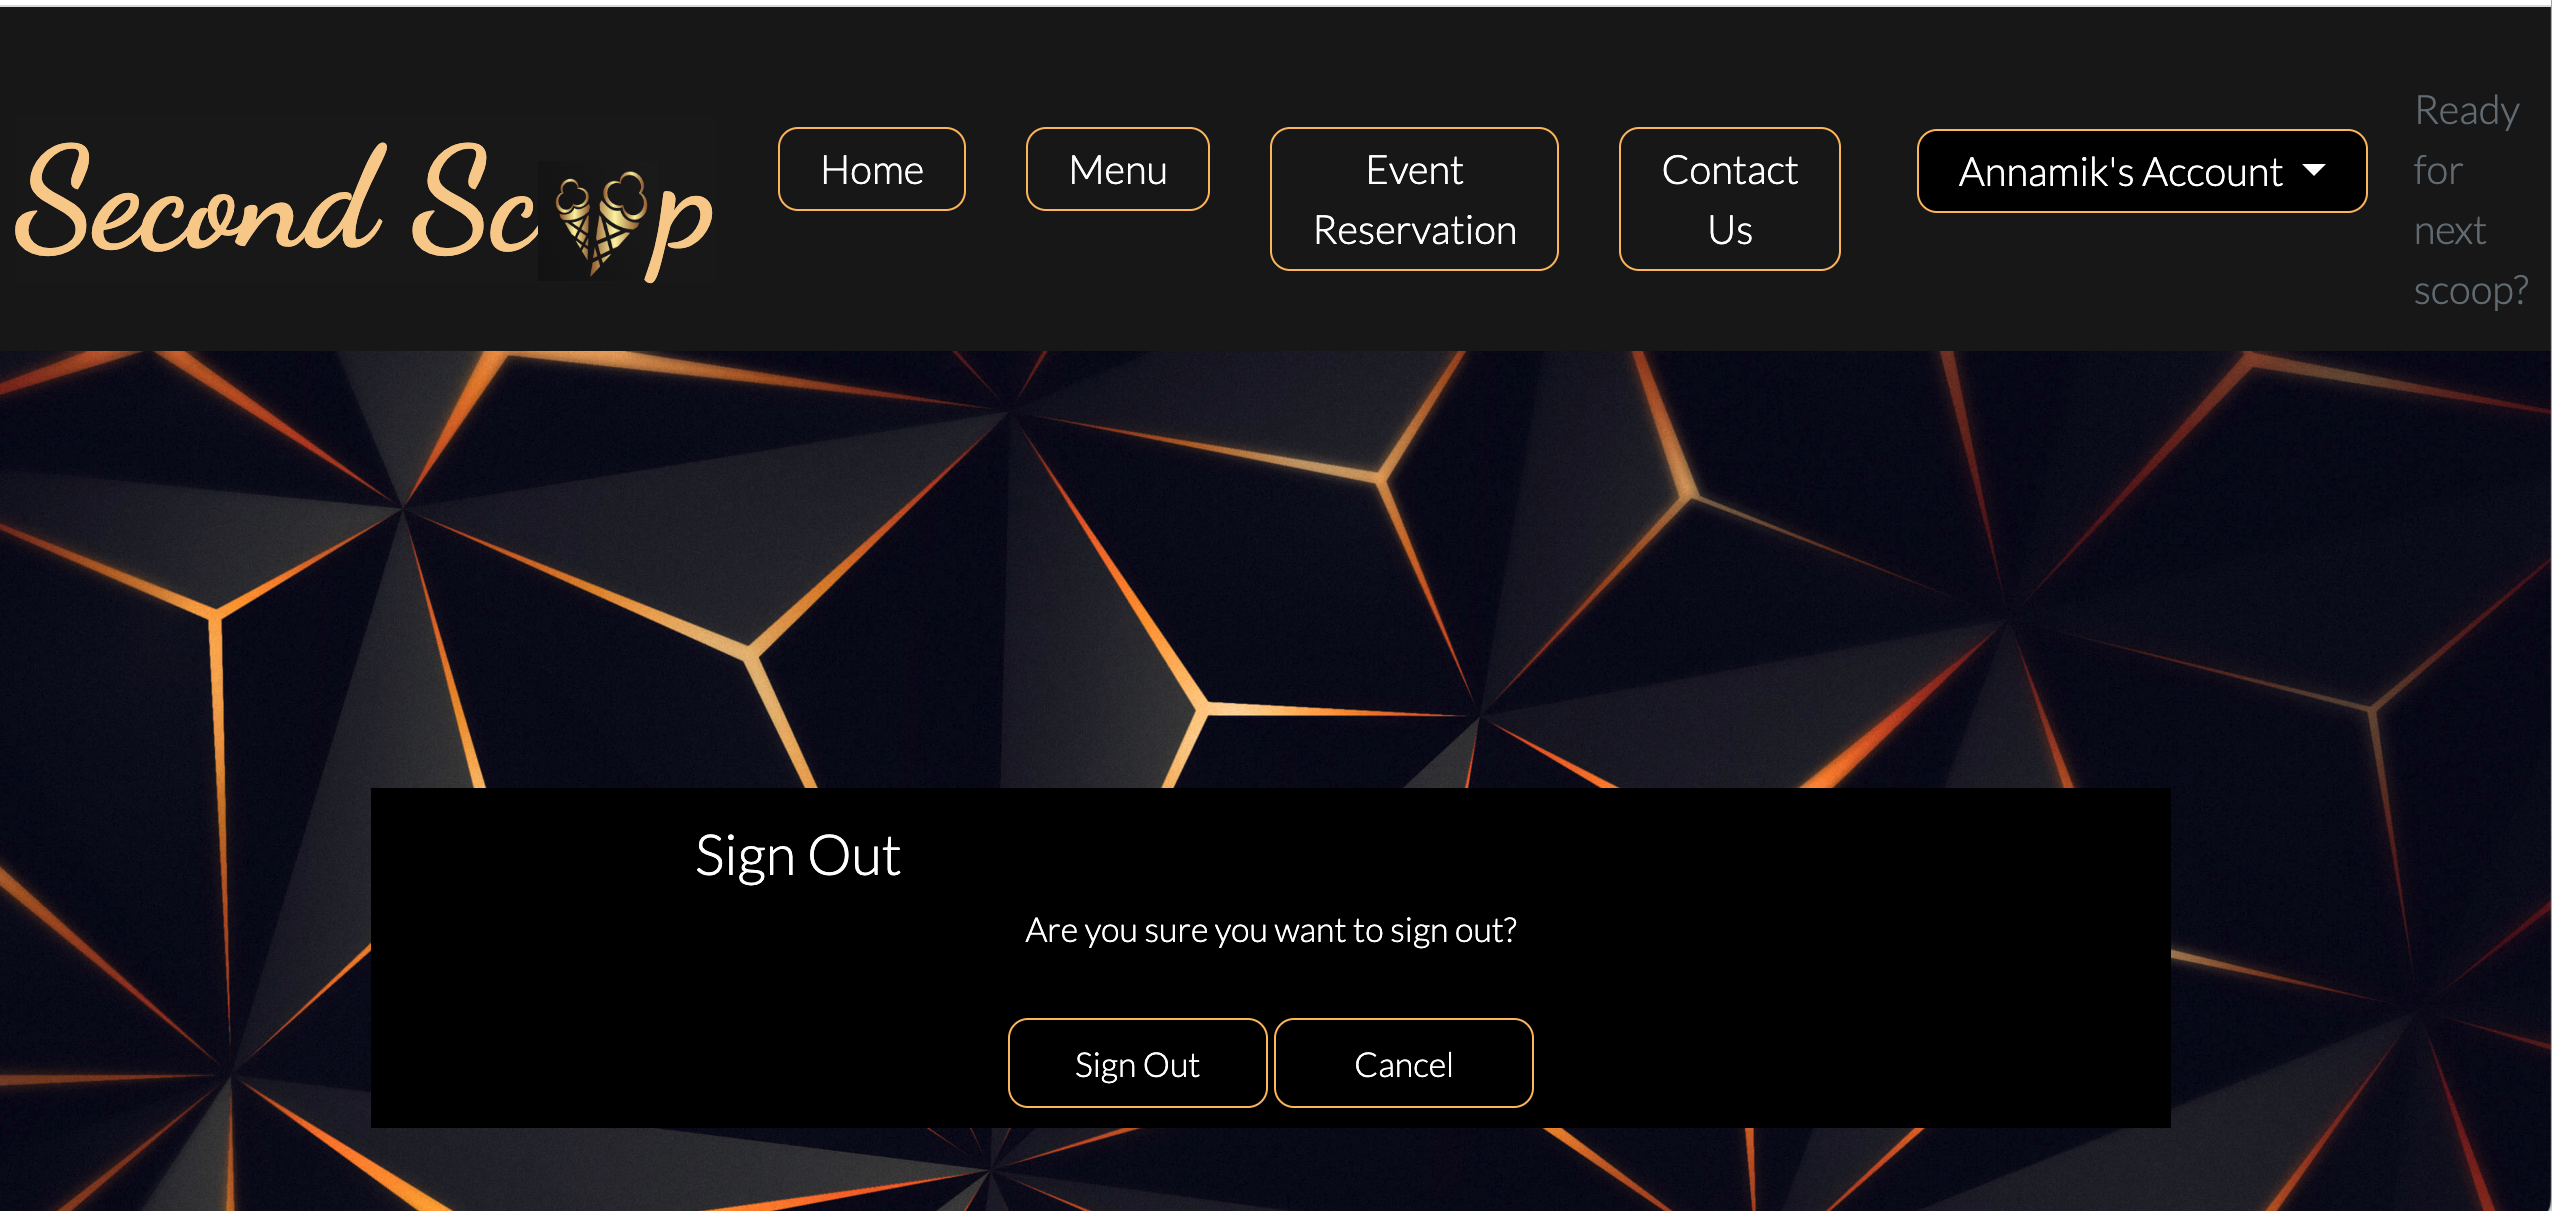 Second Scoop
Home
Menu
Event
Reservation
Contact
Us
Annamik's Account
Ready
for
next
scoop?
Sign Out
Are you sure you want to sign out?
Sign Out
Cancel